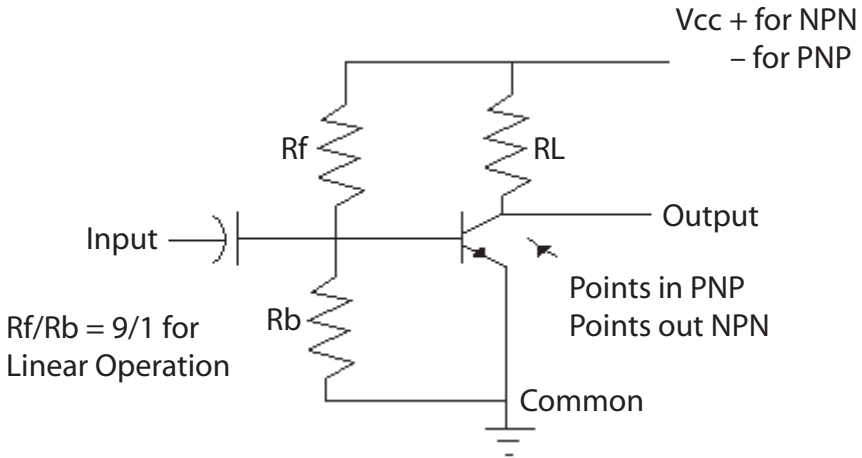 Vcc + for NPN
– for PNP
Rf
RL
Input
Output
Points in PNP
Points out NPN
Rf/Rb = 9/1 for
Linear Operation
Rb
Common